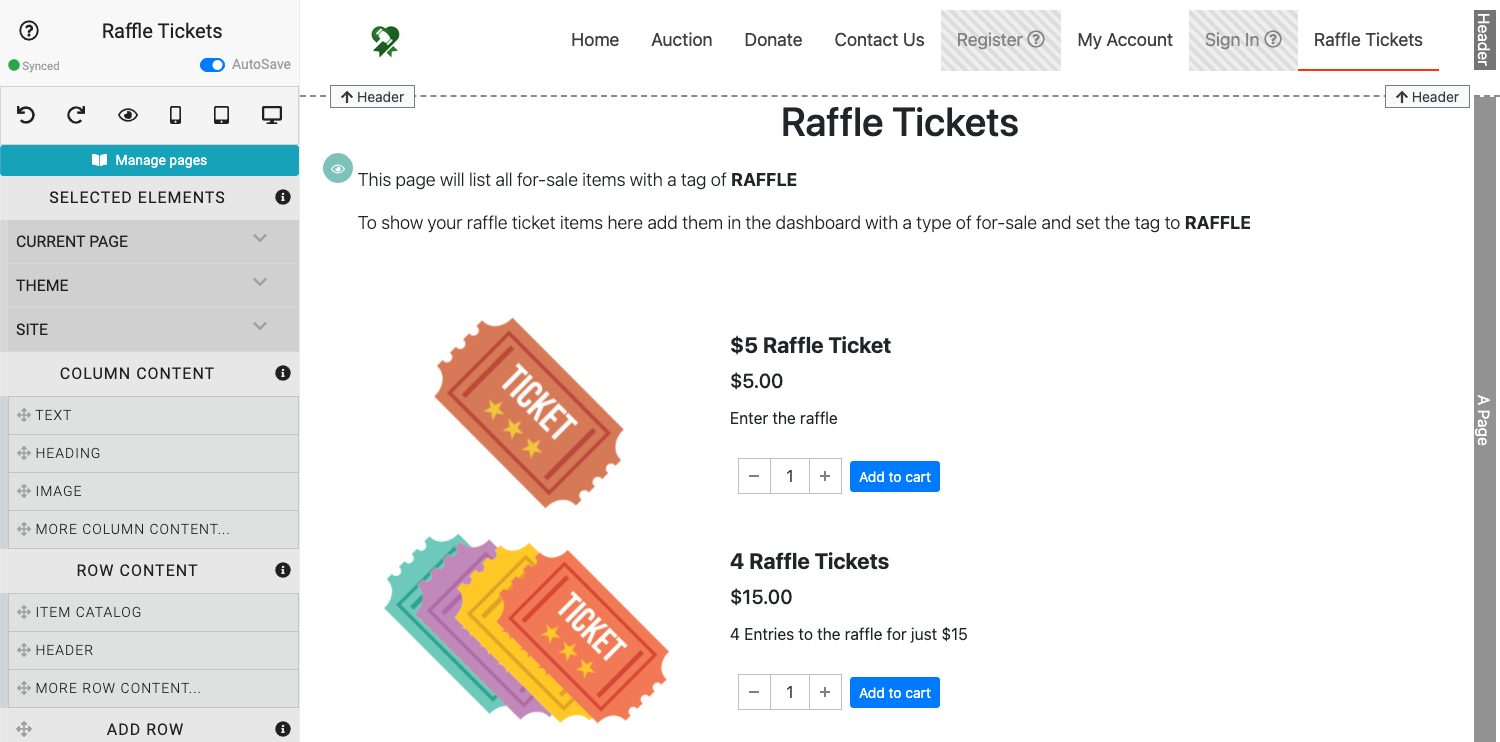 Raffle Tickets
Synced
AutoSave
Manage pages
SELECTED ELEMENTS
CURRENT PAGE
THEME
SITE
COLUMN CONTENT
TEXT
HEADING
IMAGE
MORE COLUMN CONTENT...
ROW CONTENT
ITEM CATALOG
HEADER
MORE ROW CONTENT...
ADD ROW
Home Auction Donate Contact Us Register My Account Sign In Raffle Tickets
Header
Header Header
Raffle Tickets
This page will list all for-sale items with a tag of RAFFLE
To show your raffle ticket items here add them in the dashboard with a type of for-sale and set the tag to RAFFLE
TICKET
$5 Raffle Ticket
$5.00
Enter the raffle
− 1 + Add to cart
TICKET
4 Raffle Tickets
$15.00
4 Entries to the raffle for just $15
− 1 + Add to cart
A Page